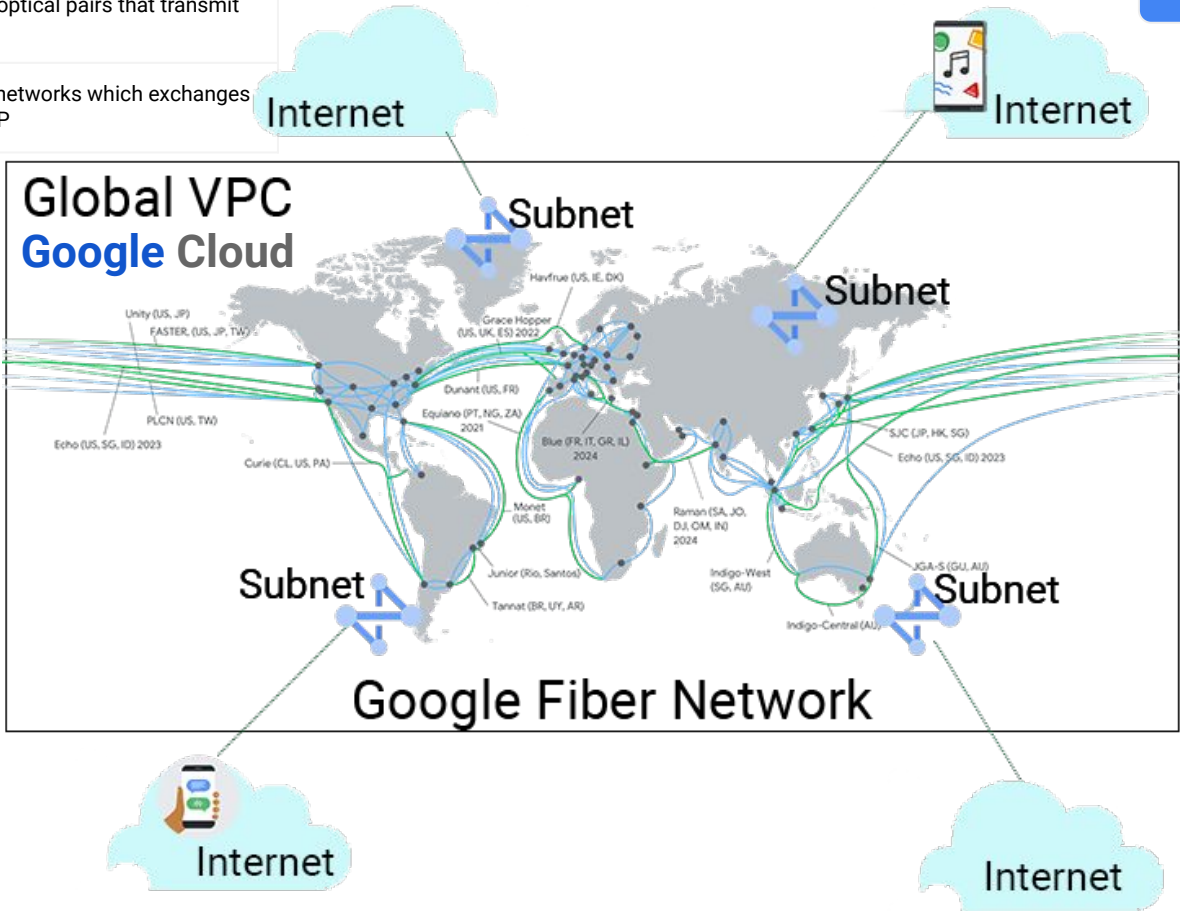 optical pairs that transmit
networks which exchanges
P
Internet
Internet
Global VPC
Google Cloud
Subnet
Subnet
Havfrue (US, IE, DK)
Unity (US, JP)
FASTER, (US, JP, TW)
Grace Hopper
(US, UK, ES) 2022
Dunant (US, FR)
PLCN (US, TW)
Equiano (PT, NG, ZA)
2021
Echo (US, SG, ID) 2023
Blue (FR, IT, GR, IL)
2024
SJC (JP, HK, SG)
Echo (US, SG, ID) 2023
Curie (CL, US, PA)
Monet
(US, BR)
Raman (SA, JO,
DJ, OM, IN)
2024
Junior (Rio, Santos)
Indigo-West
(SG, AU)
JGA-S (GU, AU)
Subnet
Subnet
Tannat (BR, UY, AR)
Indigo-Central (AU)
Google Fiber Network
Internet
Internet